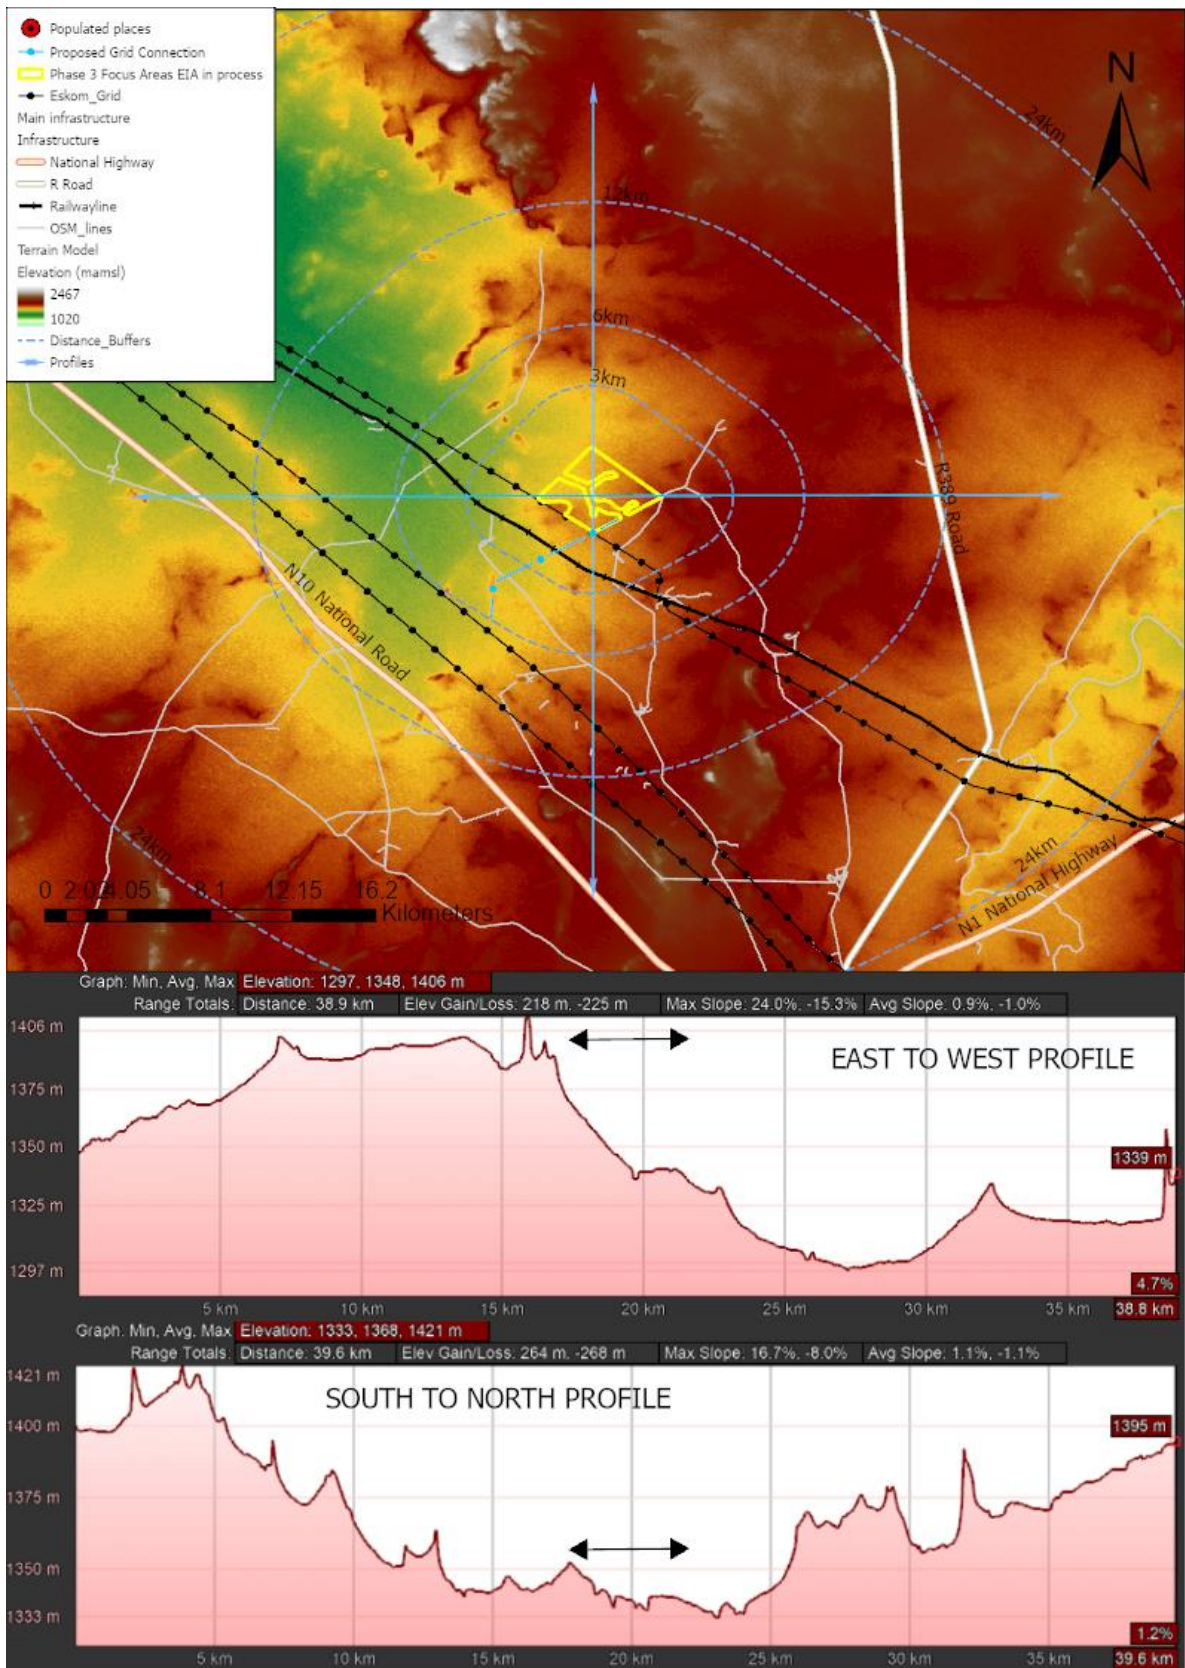 Populated places
Proposed Grid Connection
Phase 3 Focus Areas EIA in process
Eskom_Grid
Main infrastructure
Infrastructure
National Highway
R Road
Railwayline
OSM_lines
Terrain Model
Elevation (mamsl)
2467
1020
Distance_Buffers
Profiles
N
24km
12km
6km
3km
R389 Road
N10 National Road
24km
24km
N1 National Highway
0 2.02 4.05 8.1 12.15 16.2
Kilometers
Graph: Min, Avg, Max Elevation: 1297, 1348, 1406 m
Range Totals: Distance: 38.9 km Elev Gain/Loss: 218 m, -225 m Max Slope: 24.0%, -15.3% Avg Slope: 0.9%, -1.0%
1406 m
EAST TO WEST PROFILE
1375 m
1350 m
1339 m
1325 m
1297 m
4.7%
5 km 10 km 15 km 20 km 25 km 30 km 35 km 38.8 km
Graph: Min, Avg, Max Elevation: 1333, 1368, 1421 m
Range Totals: Distance: 39.6 km Elev Gain/Loss: 264 m, -268 m Max Slope: 16.7%, -8.0% Avg Slope: 1.1%, -1.1%
1421 m
SOUTH TO NORTH PROFILE
1400 m
1395 m
1375 m
1350 m
1333 m
1.2%
5 km 10 km 15 km 20 km 25 km 30 km 35 km 39.6 km